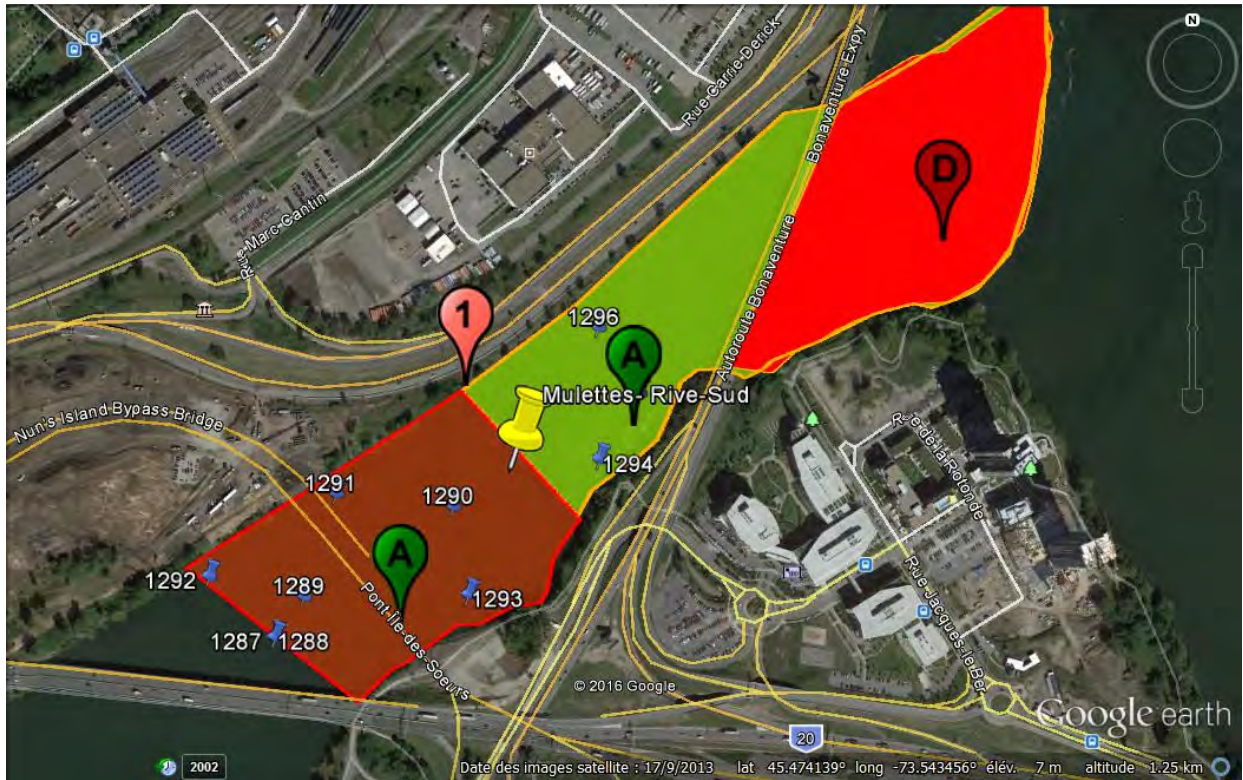 N
Rue Carrie-Derick
Bonaventure Expy
D
Rue Marc Cantin
1
1296
A
Autoroute Bonaventure
Mulettes- Rive-Sud
Nun's Island Bypass Bridge
1294
Rue de la Rotonde
1291
1290
A
1292
1289
1293
Rue Jacques-le Ber
1287
1288
Pont-Île-des-Soeurs
© 2016 Google
Google earth
20
2002
Date des images satellite : 17/9/2013 lat 45.474139° long -73.543456° élév. 7 m altitude 1.25 km